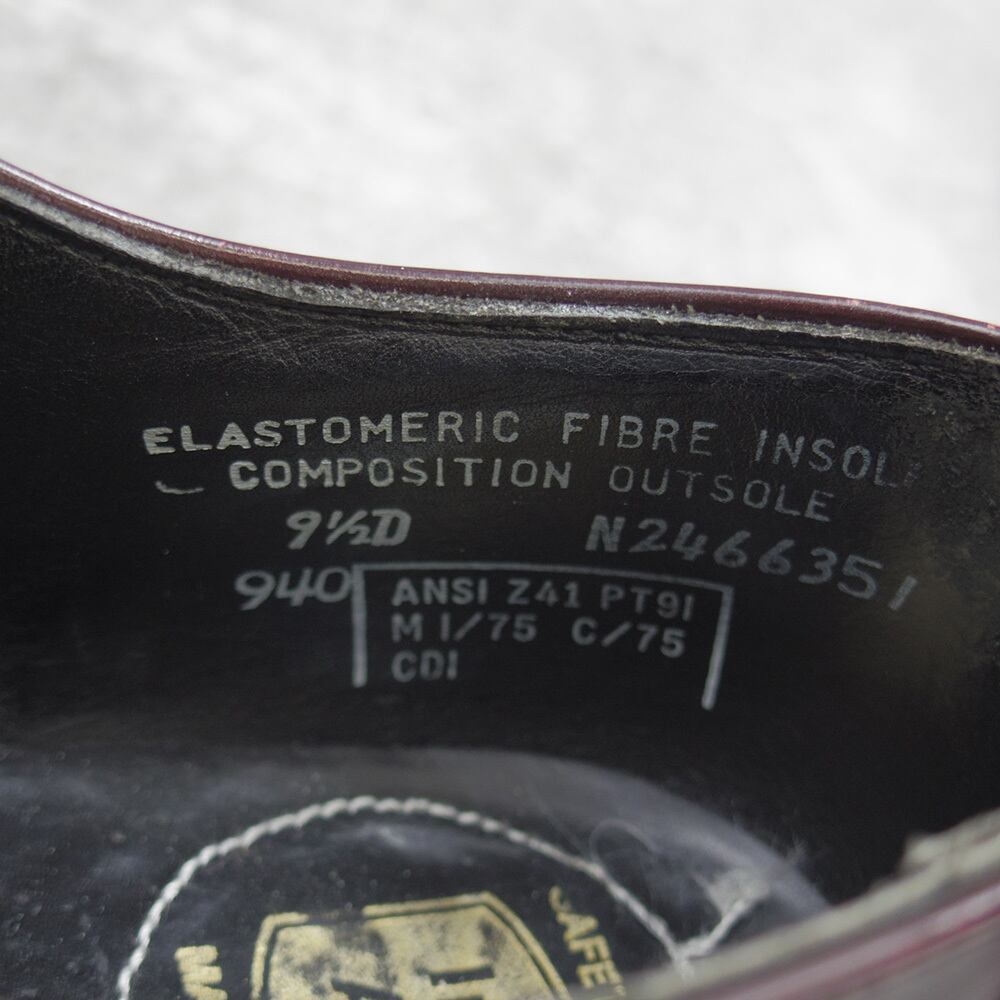 ELASTOMERIC FIBRE INSOL
COMPOSITION OUTSOLE
9½D N2466351
940 ANSI Z41 PT91
M I/75 C/75
CDI